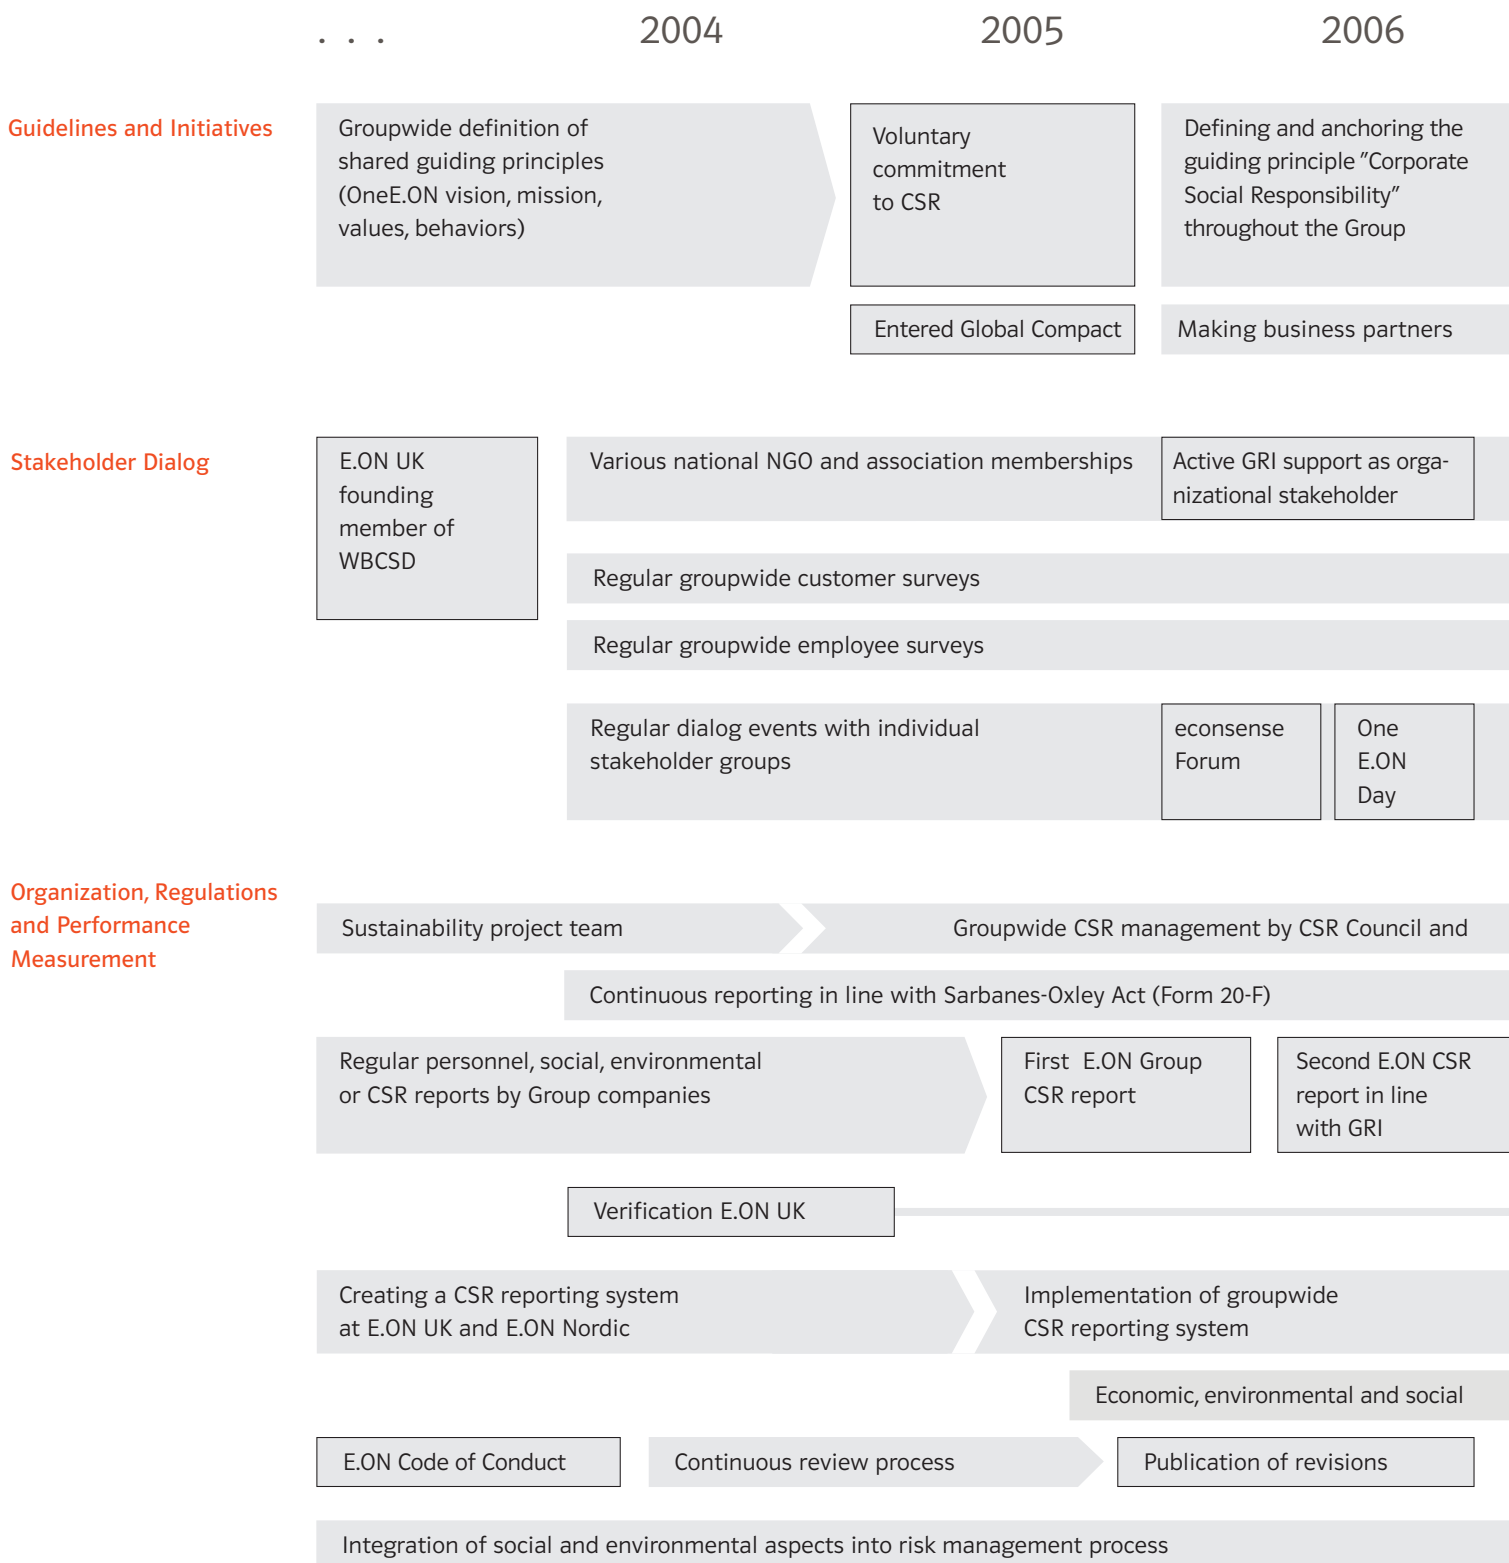 . . . 2004 2005 2006
Guidelines and Initiatives
Groupwide definition of
shared guiding principles
(OneE.ON vision, mission,
values, behaviors)
Voluntary
commitment
to CSR
Defining and anchoring the
guiding principle "Corporate
Social Responsibility"
throughout the Group
Entered Global Compact
Making business partners
Stakeholder Dialog
E.ON UK
founding
member of
WBCSD
Various national NGO and association memberships
Active GRI support as orga-
nizational stakeholder
Regular groupwide customer surveys
Regular groupwide employee surveys
Regular dialog events with individual
stakeholder groups
econsense
Forum
One
E.ON
Day
Organization, Regulations
and Performance
Measurement
Sustainability project team
Groupwide CSR management by CSR Council and
Continuous reporting in line with Sarbanes-Oxley Act (Form 20-F)
Regular personnel, social, environmental
or CSR reports by Group companies
First E.ON Group
CSR report
Second E.ON CSR
report in line
with GRI
Verification E.ON UK
Creating a CSR reporting system
at E.ON UK and E.ON Nordic
Implementation of groupwide
CSR reporting system
Economic, environmental and social
E.ON Code of Conduct
Continuous review process
Publication of revisions
Integration of social and environmental aspects into risk management process